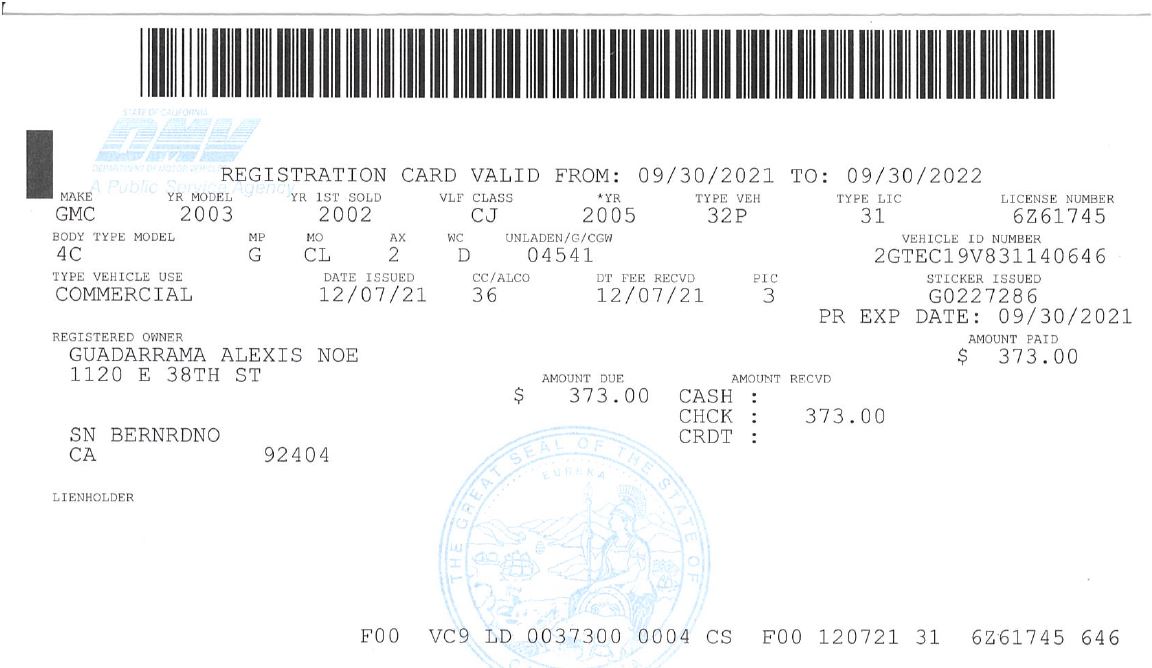 STATE OF CALIFORNIA
DMV
DEPARTMENT OF MOTOR VEHICLES
A Public Service Agency
REGISTRATION CARD VALID FROM: 09/30/2021 TO: 09/30/2022
MAKE YR MODEL YR 1ST SOLD VLF CLASS *YR TYPE VEH TYPE LIC LICENSE NUMBER
GMC 2003 2002 CJ 2005 32P 31 6Z61745
BODY TYPE MODEL MP MO AX WC UNLADEN/G/CGW VEHICLE ID NUMBER
4C G CL 2 D 04541 2GTEC19V831140646
TYPE VEHICLE USE DATE ISSUED CC/ALCO DT FEE RECVD PIC STICKER ISSUED
COMMERCIAL 12/07/21 36 12/07/21 3 G0227286
PR EXP DATE: 09/30/2021
REGISTERED OWNER AMOUNT PAID
GUADARRAMA ALEXIS NOE $ 373.00
1120 E 38TH ST
AMOUNT DUE AMOUNT RECVD
$ 373.00 CASH :
CHCK : 373.00
CRDT :
SN BERNRDNO
CA 92404
LIENHOLDER
THE GREAT SEAL OF THE STATE OF
EUREKA
F00 VC9 LD 0037300 0004 CS F00 120721 31 6Z61745 646